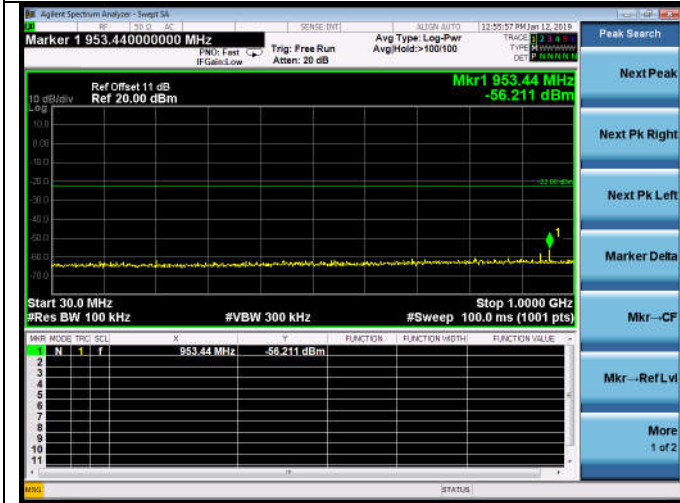 Agilent Spectrum Analyzer - Swept SA
RF 50 Ω AC SENSE:INT ALIGN AUTO 12:55:57 PM Jan 12, 2019
Marker 1 953.440000000 MHz
PNO: Fast
IFGain:Low
Trig: Free Run
Atten: 20 dB
Avg Type: Log-Pwr
Avg|Hold:>100/100
TRACE 1 2 3 4 5 6
TYPE M W W W W W
DET P N N N N N
Peak Search
Ref Offset 11 dB
Ref 20.00 dBm
10 dB/div
Log
Mkr1 953.44 MHz
-56.211 dBm
10.0
0.00
-10.0
-20.0
-22.00 dBm
-30.0
-40.0
-50.0
-60.0
-70.0
1
Start 30.0 MHz
Stop 1.0000 GHz
#Res BW 100 kHz
#VBW 300 kHz
#Sweep 100.0 ms (1001 pts)
MKR MODE TRC SCL X Y FUNCTION FUNCTION WIDTH FUNCTION VALUE
1 N 1 f 953.44 MHz -56.211 dBm
2
3
4
5
6
7
8
9
10
11
MSG
STATUS
Next Peak
Next Pk Right
Next Pk Left
Marker Delta
Mkr→CF
Mkr→RefLvl
More
1 of 2